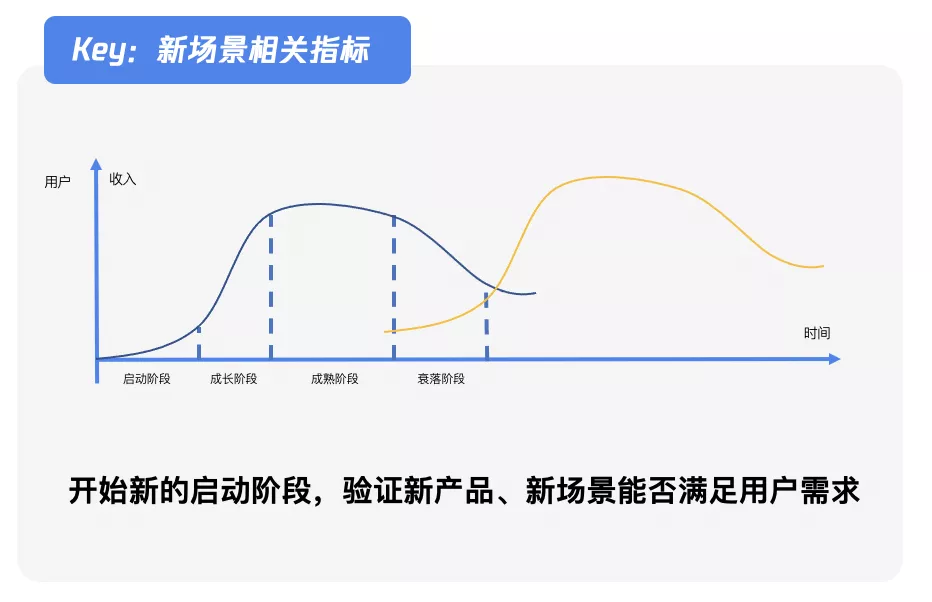 Key：新场景相关指标
用户
收入
时间
启动阶段
成长阶段
成熟阶段
衰落阶段
开始新的启动阶段，验证新产品、新场景能否满足用户需求